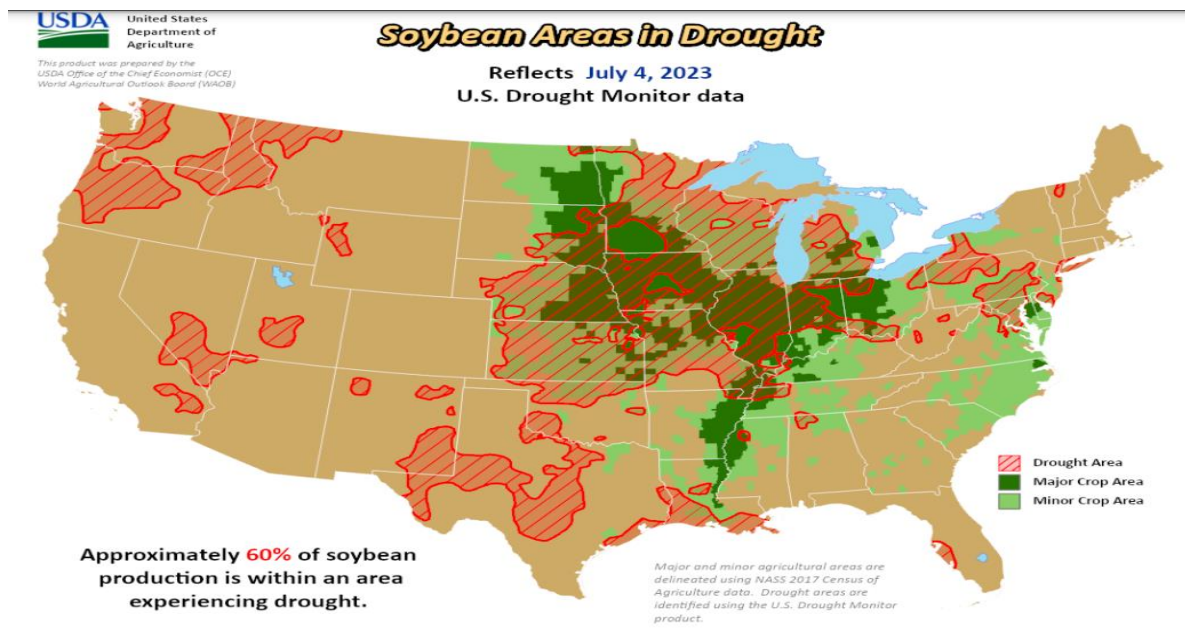 USDA
United States
Department of
Agriculture
This product was prepared by the
USDA Office of the Chief Economist (OCE)
World Agricultural Outlook Board (WAOB)
Soybean Areas in Drought
Reflects July 4, 2023
U.S. Drought Monitor data
Drought Area
Major Crop Area
Minor Crop Area
Approximately 60% of soybean
production is within an area
experiencing drought.
Major and minor agricultural areas are
delineated using NASS 2017 Census of
Agriculture data. Drought areas are
identified using the U.S. Drought Monitor
product.